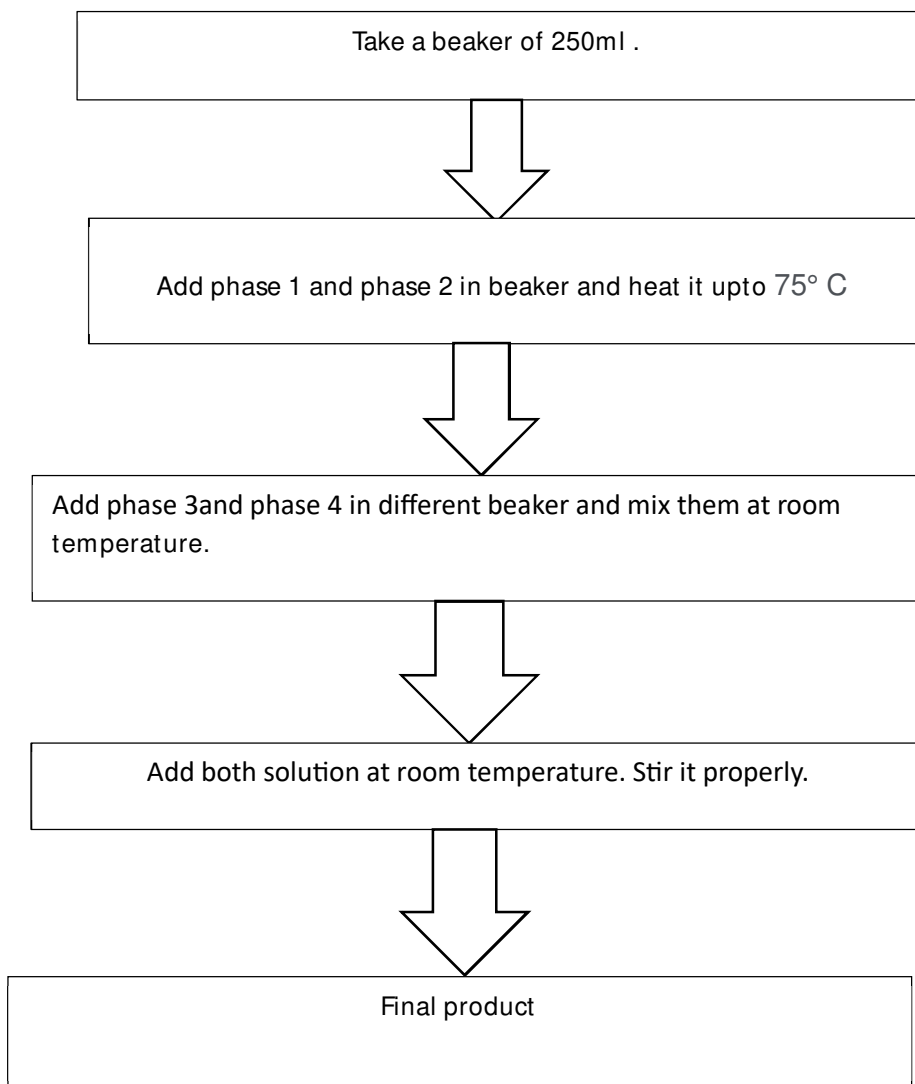 Take a beaker of 250ml .
Add phase 1 and phase 2 in beaker and heat it upto 75° C
Add phase 3and phase 4 in different beaker and mix them at room
temperature.
Add both solution at room temperature. Stir it properly.
Final product